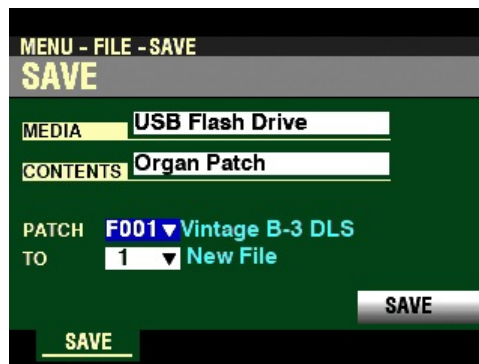 MENU - FILE - SAVE
SAVE
MEDIA USB Flash Drive
CONTENTS Organ Patch
PATCH F001 Vintage B-3 DLS
TO 1 New File
SAVE
SAVE